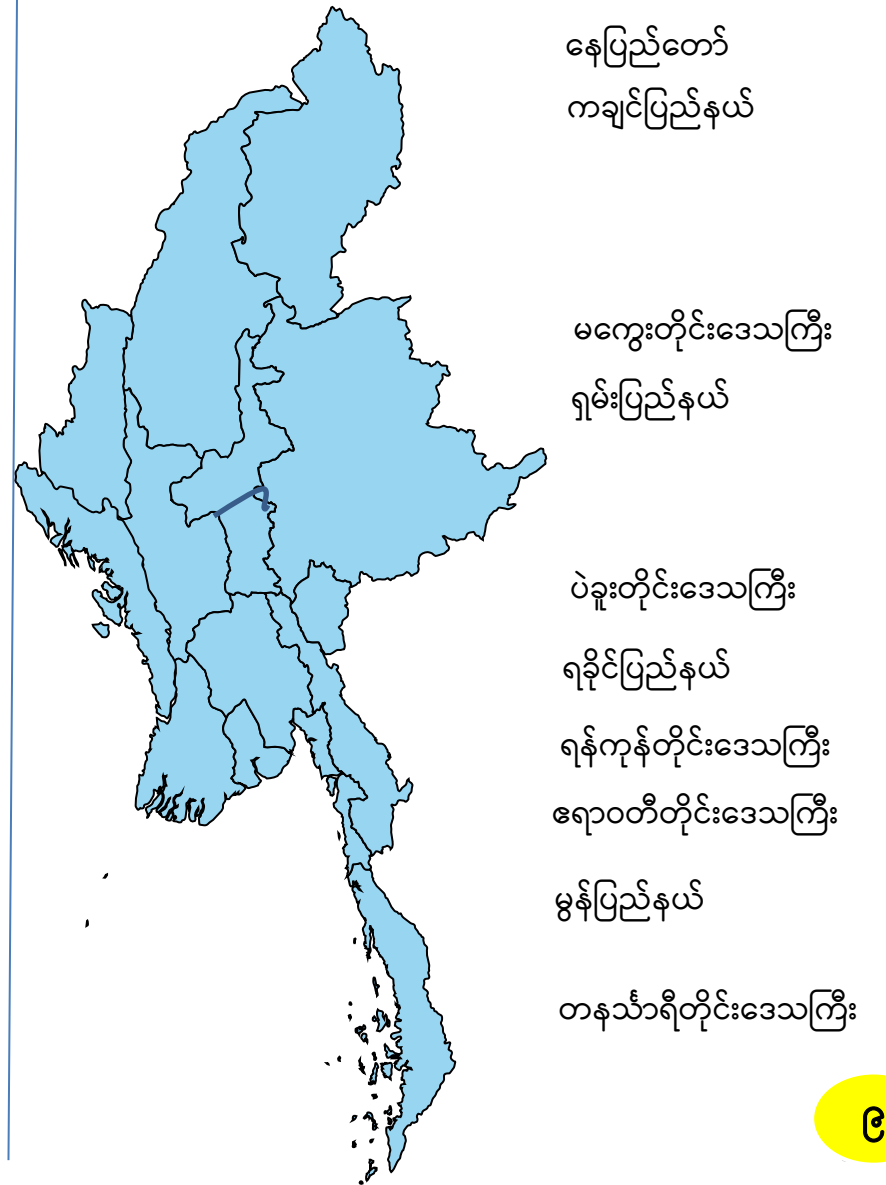 နေပြည်တော်
ကချင်ပြည်နယ်
မကွေးတိုင်းဒေသကြီး
ရှမ်းပြည်နယ်
ပဲခူးတိုင်းဒေသကြီး
ရခိုင်ပြည်နယ်
ရန်ကုန်တိုင်းဒေသကြီး
ဧရာဝတီတိုင်းဒေသကြီး
မွန်ပြည်နယ်
တနင်္သာရီတိုင်းဒေသကြီး
၉